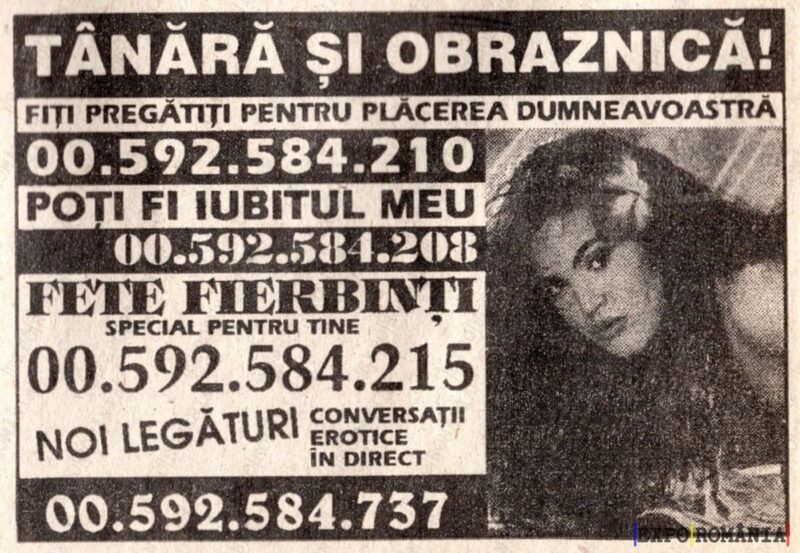 TÂNĂRĂ ȘI OBRAZNICĂ!
FIȚI PREGĂTIȚI PENTRU PLĂCEREA DUMNEAVOASTRĂ
00.592.584.210
POȚI FI IUBITUL MEU
00.592.584.208
FETE FIERBINȚI
SPECIAL PENTRU TINE
00.592.584.215
NOI LEGĂTURI
CONVERSAȚII
EROTICE
ÎN DIRECT
00.592.584.737
EXPO ROMÂNIA